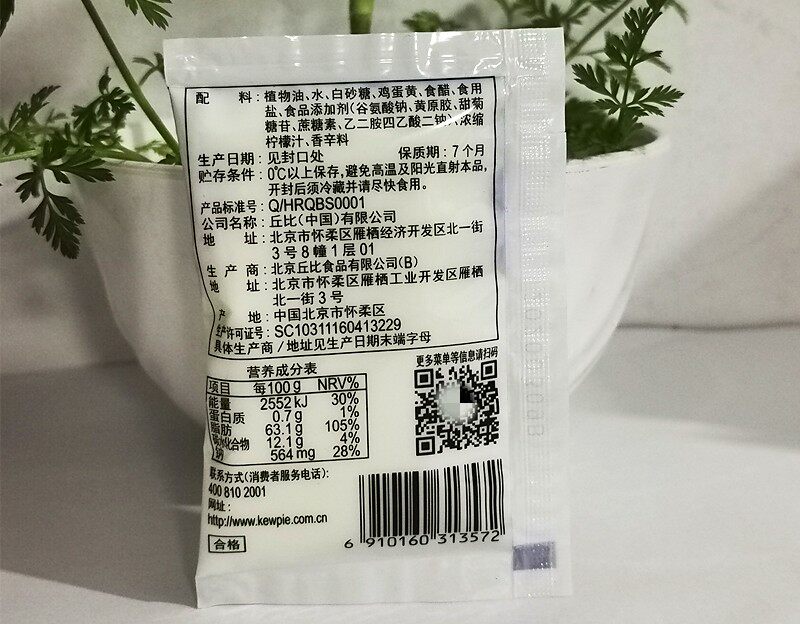 配 料:植物油、水、白砂糖、鸡蛋黄、食醋、食用
盐、食品添加剂(谷氨酸钠、黄原胶、甜菊
糖苷、蔗糖素、乙二胺四乙酸二钠)、浓缩
柠檬汁、香辛料
生产日期:见封口处 保质期:7个月
贮存条件:0℃以上保存,避免高温及阳光直射本品,
开封后须冷藏并请尽快食用。
产品标准号:Q/HRQBS0001
公司名称:丘比(中国)有限公司
地 址:北京市怀柔区雁栖经济开发区北一街
3号8幢1层01
生 产 商:北京丘比食品有限公司(B)
地 址:北京市怀柔区雁栖工业开发区雁栖
北一街3号
产 地:中国北京市怀柔区
生产许可证号:SC10311160413229
具体生产商/地址见生产日期末端字母
营养成分表
项目 每100g NRV%
能量 2552kJ 30%
蛋白质 0.7g 1%
脂肪 63.1g 105%
碳水化合物 12.1g 4%
钠 564mg 28%
更多菜单等信息请扫码
联系方式(消费者服务电话):
400 810 2001
网址:
http://www.kewpie.com.cn
合格
6 910160 313572